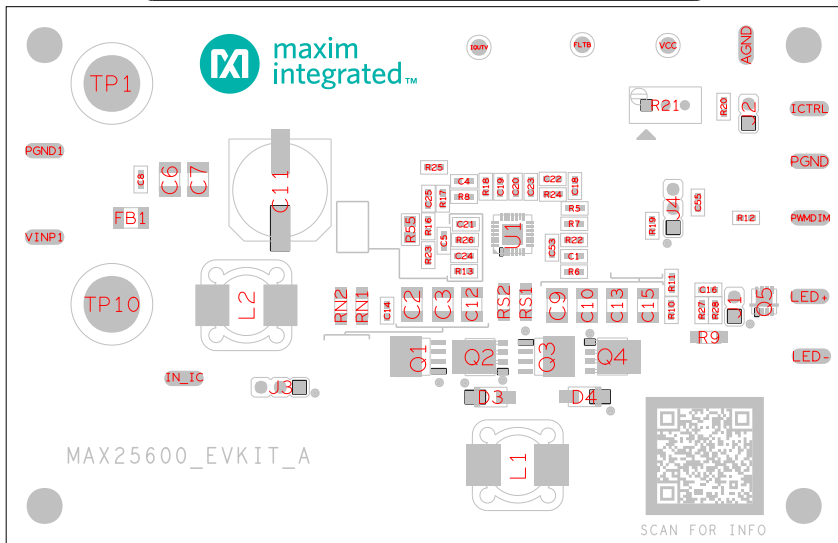 maxim
integrated™
IOUTV
FLTB
VCC
AGND
TP1
R21
R20
J2
ICTRL
PGND1
C8
C6
C7
C11
R25
C4
R8
R18
C19
C20
C23
C22
R24
C18
PGND
FB1
C25
R17
R5
J4
C55
VINP1
R55
R16
C5
C21
R26
U1
R7
R22
C53
R19
R12
PWMDIM
R23
C24
R13
C1
R6
TP10
L2
RN2
RN1
C14
C2
C3
C12
RS2
RS1
C9
C10
C13
C15
R11
R10
C16
R27
R28
J1
Q5
LED+
R9
Q1
Q2
Q3
Q4
LED-
IN_IC
J3
D3
D4
MAX25600_EVKIT_A
L1
SCAN FOR INFO